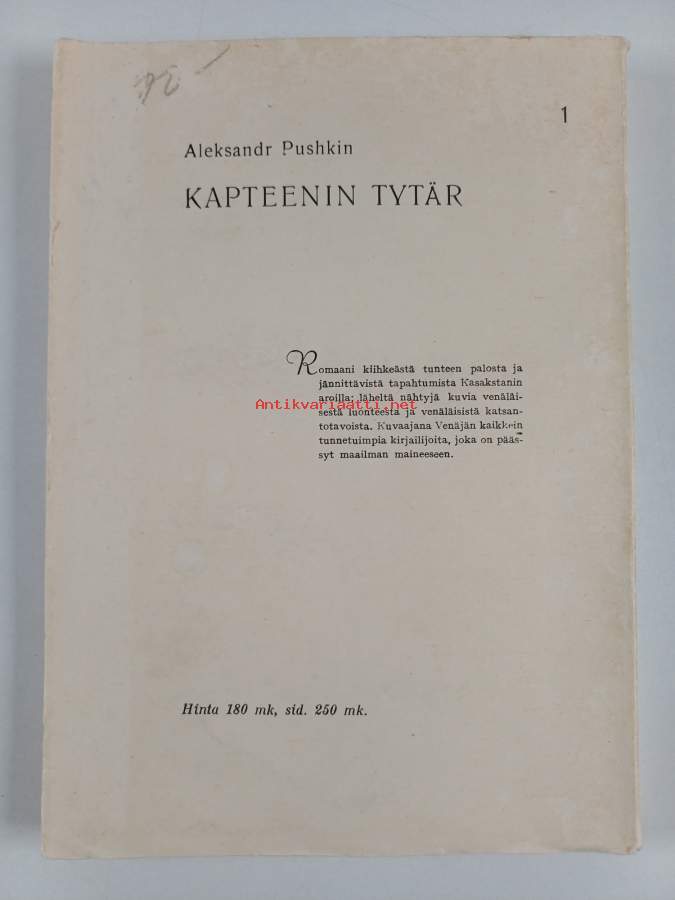 1
Aleksandr Pushkin
KAPTEENIN TYTÄR
Romaani kiihkeästä tunteen palosta ja
jännittävistä tapahtumista Kasakstanin
aroilla; läheltä nähtyjä kuvia venäläi-
Antikvariaatti.net
sestä luonteesta ja venäläisistä katsan-
totavoista. Kuvaajana Venäjän kaikkein
tunnetuimpia kirjailijoita, joka on pääs-
syt maailman maineeseen.
Hinta 180 mk, sid. 250 mk.